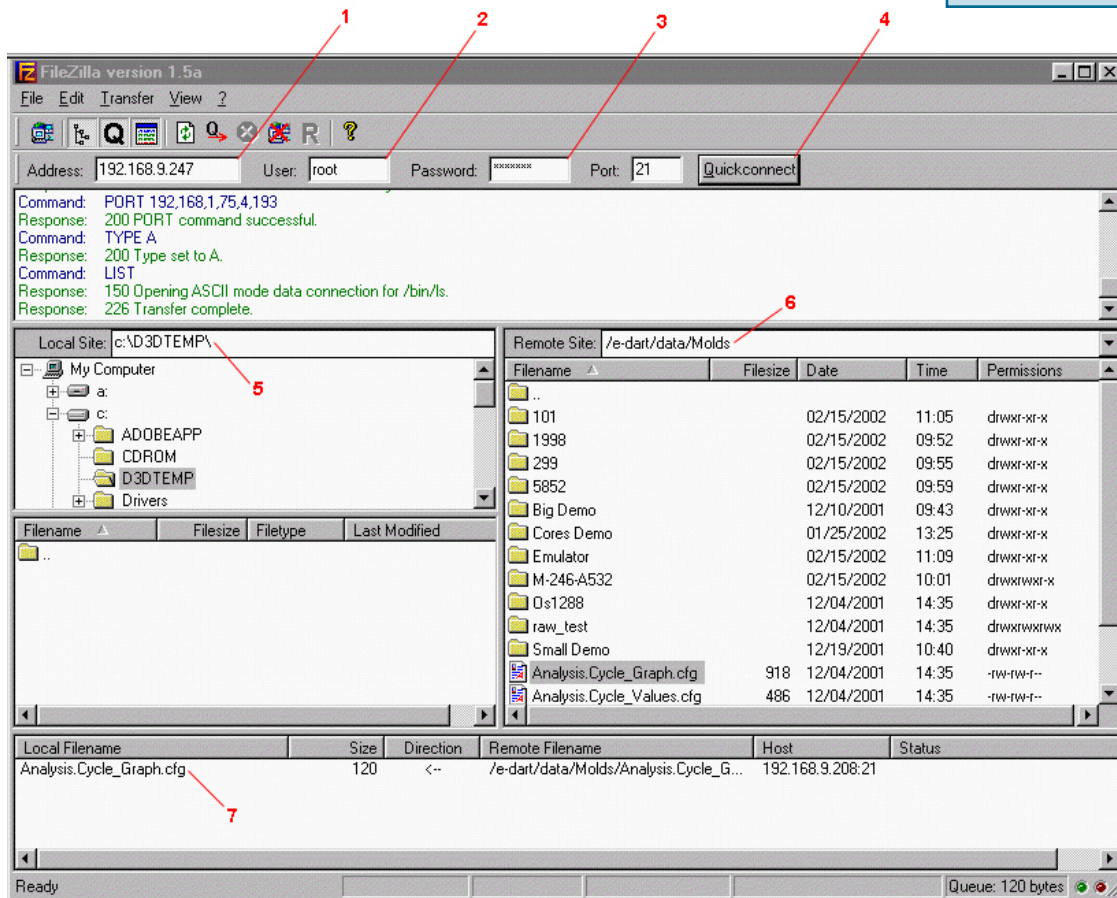 1 2 3 4
FileZilla version 1.5a
File Edit Transfer View ?
Q Q R ?
Address: 192.168.9.247 User: root Password: ******* Port: 21 Quickconnect
Command: PORT 192,168,1,75,4,193
Response: 200 PORT command successful.
Command: TYPE A
Response: 200 Type set to A.
Command: LIST
Response: 150 Opening ASCII mode data connection for /bin/ls.
Response: 226 Transfer complete.
6
Local Site: c:\D3DTEMP\
My Computer
a:
c:
ADOBEAPP
CDROM
D3DTEMP
Drivers
5
Filename Filesize Filetype Last Modified
..
Remote Site: /e-dart/data/Molds
Filename Filesize Date Time Permissions
..
101 02/15/2002 11:05 drwxr-xr-x
1998 02/15/2002 09:52 drwxr-xr-x
299 02/15/2002 09:55 drwxr-xr-x
5852 02/15/2002 09:59 drwxr-xr-x
Big Demo 12/10/2001 09:43 drwxr-xr-x
Cores Demo 01/25/2002 13:25 drwxr-xr-x
Emulator 02/15/2002 11:09 drwxr-xr-x
M-246-A532 02/15/2002 10:01 drwxrwxr-x
Os1288 12/04/2001 14:35 drwxr-xr-x
raw_test 12/04/2001 14:35 drwxrwxrwx
Small Demo 12/19/2001 10:40 drwxr-xr-x
Analysis.Cycle_Graph.cfg 918 12/04/2001 14:35 -rw-rw-r--
Analysis.Cycle_Values.cfg 486 12/04/2001 14:35 -rw-rw-r--
Local Filename Size Direction Remote Filename Host Status
Analysis.Cycle_Graph.cfg 120 <-- /e-dart/data/Molds/Analysis.Cycle_G... 192.168.9.208:21
7
Ready Queue: 120 bytes